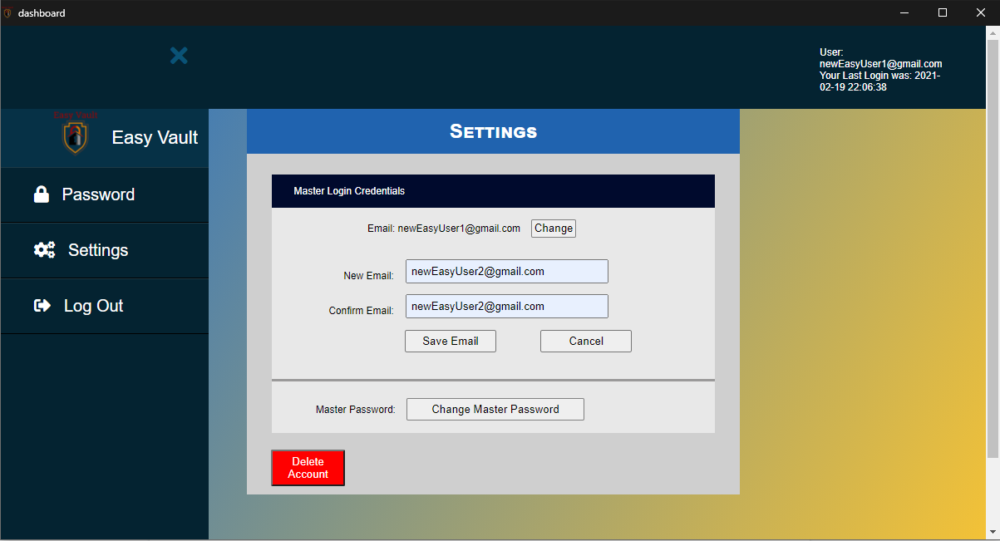 dashboard
User:
newEasyUser1@gmail.com
Your Last Login was: 2021-
02-19 22:06:38
Easy Vault
Easy Vault
Password
Settings
Log Out
Settings
Master Login Credentials
Email: newEasyUser1@gmail.com Change
New Email: newEasyUser2@gmail.com
Confirm Email: newEasyUser2@gmail.com
Save Email Cancel
Master Password: Change Master Password
Delete
Account